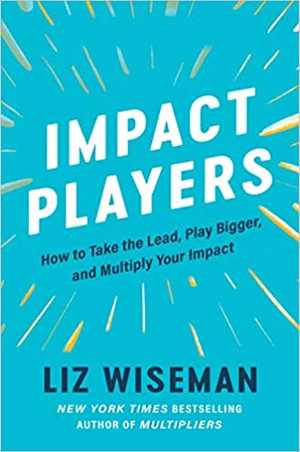 IMPACT
PLAYERS
How to Take the Lead, Play Bigger,
and Multiply Your Impact
LIZ WISEMAN
NEW YORK TIMES BESTSELLING
AUTHOR OF MULTIPLIERS